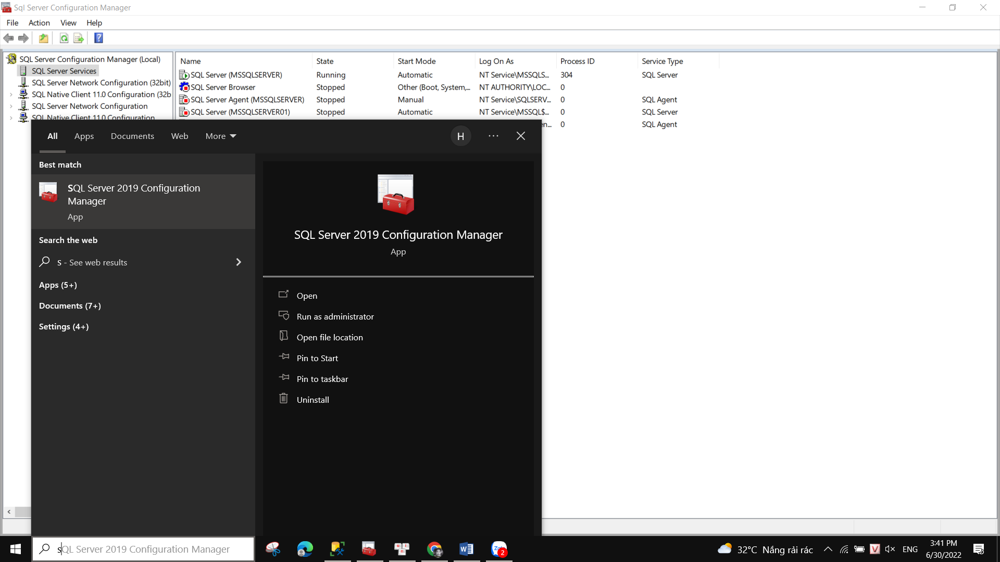 Sql Server Configuration Manager
File Action View Help
SQL Server Configuration Manager (Local)
SQL Server Services
SQL Server Network Configuration (32bit)
SQL Native Client 11.0 Configuration (32b
SQL Server Network Configuration
SQL Native Client 11.0 Configuration
Name State Start Mode Log On As Process ID Service Type
SQL Server (MSSQLSERVER) Running Automatic NT Service\MSSQLS... 304 SQL Server
SQL Server Browser Stopped Other (Boot, System,... NT AUTHORITY\LOC... 0
SQL Server Agent (MSSQLSERVER) Stopped Manual NT Service\SQLSERV... 0 SQL Agent
SQL Server (MSSQLSERVER01) Stopped Automatic NT Service\MSSQL$... 0 SQL Server
en... 0 SQL Agent
All Apps Documents Web More H
Best match
SQL Server 2019 Configuration
Manager
App
Search the web
s - See web results
Apps (5+)
Documents (7+)
Settings (4+)
SQL Server 2019 Configuration Manager
App
Open
Run as administrator
Open file location
Pin to Start
Pin to taskbar
Uninstall
sQL Server 2019 Configuration Manager
2
32°C Nắng rải rác
V
ENG
3:41 PM
6/30/2022